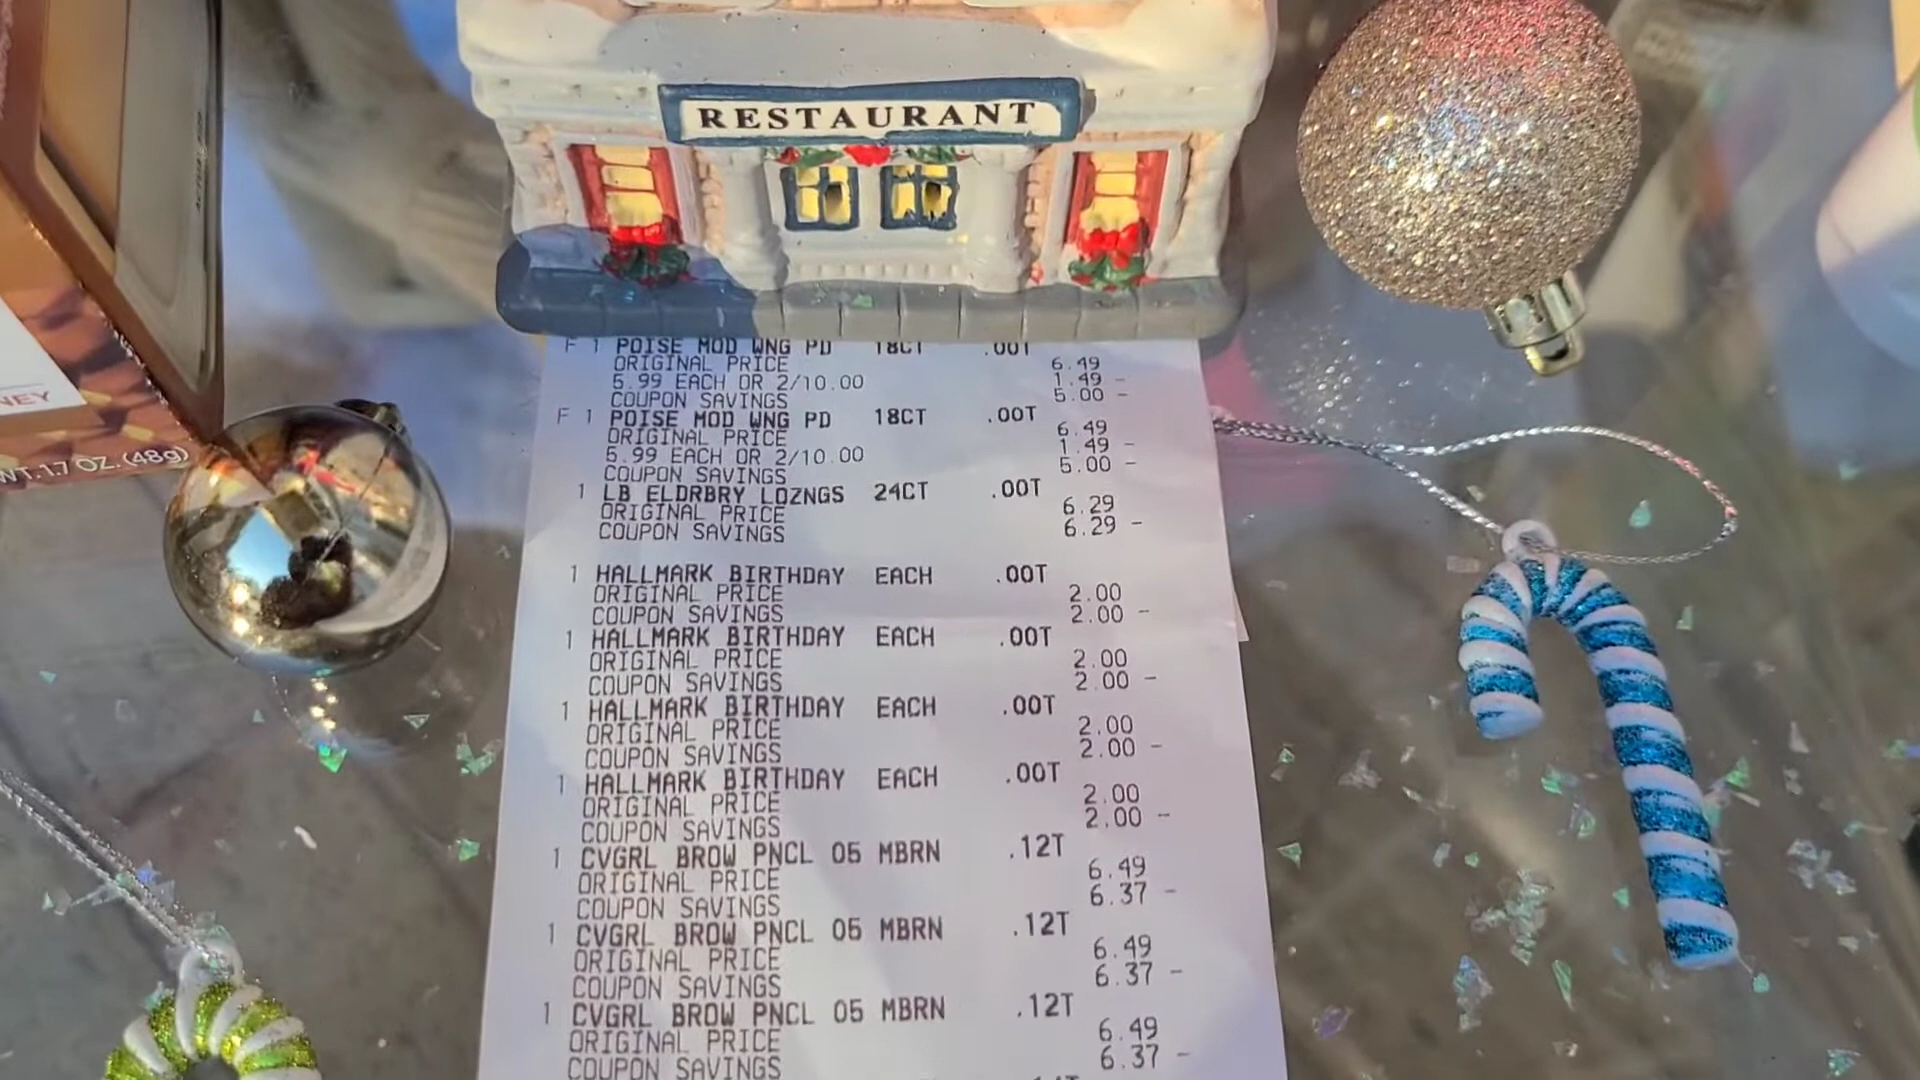 RESTAURANT
F 1 POISE MOD WNG PD 18CT .00T
ORIGINAL PRICE 6.49
5.99 EACH OR 2/10.00 1.49 -
COUPON SAVINGS 5.00 -
F 1 POISE MOD WNG PD 18CT .00T
ORIGINAL PRICE 6.49
5.99 EACH OR 2/10.00 1.49 -
COUPON SAVINGS 5.00 -
1 LB ELDRBRY LOZNGS 24CT .00T
ORIGINAL PRICE 6.29
COUPON SAVINGS 6.29 -
1 HALLMARK BIRTHDAY EACH .00T
ORIGINAL PRICE 2.00
COUPON SAVINGS 2.00 -
1 HALLMARK BIRTHDAY EACH .00T
ORIGINAL PRICE 2.00
COUPON SAVINGS 2.00 -
1 HALLMARK BIRTHDAY EACH .00T
ORIGINAL PRICE 2.00
COUPON SAVINGS 2.00 -
1 HALLMARK BIRTHDAY EACH .00T
ORIGINAL PRICE 2.00
COUPON SAVINGS 2.00 -
1 CVGRL BROW PNCL 05 MBRN .12T
ORIGINAL PRICE 6.49
COUPON SAVINGS 6.37 -
1 CVGRL BROW PNCL 05 MBRN .12T
ORIGINAL PRICE 6.49
COUPON SAVINGS 6.37 -
1 CVGRL BROW PNCL 05 MBRN .12T
ORIGINAL PRICE 6.49
COUPON SAVINGS 6.37 -
NEY
WT.1.7 OZ. (48g)